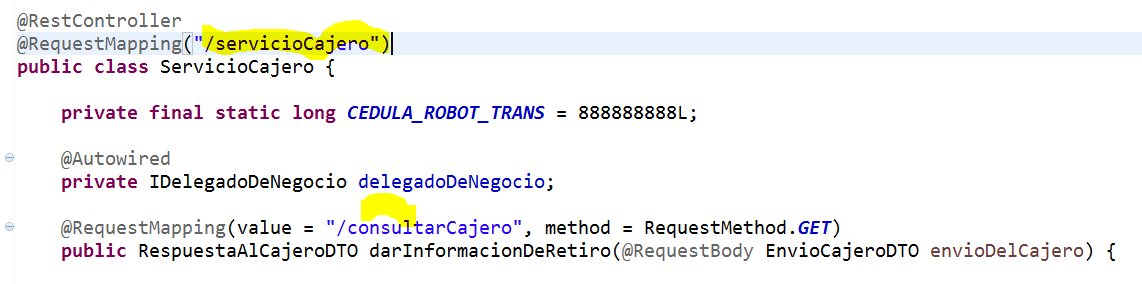 @RestController
@RequestMapping("/servicioCajero")
public class ServicioCajero {
private final static long CEDULA_ROBOT_TRANS = 888888888L;
@Autowired
private IDelegadoDeNegocio delegadoDeNegocio;
@RequestMapping(value = "/consultarCajero", method = RequestMethod.GET)
public RespuestaAlCajeroDTO darInformacionDeRetiro(@RequestBody EnvioCajeroDTO envioDelCajero) {